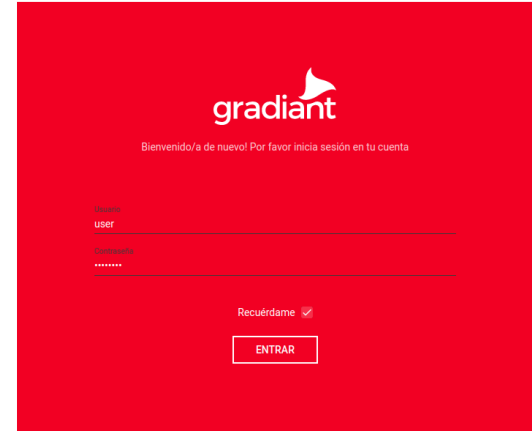 gradiant
Bienvenido/a de nuevo! Por favor inicia sesión en tu cuenta
Usuario
user
Contraseña
••••••••
Recuérdame
ENTRAR